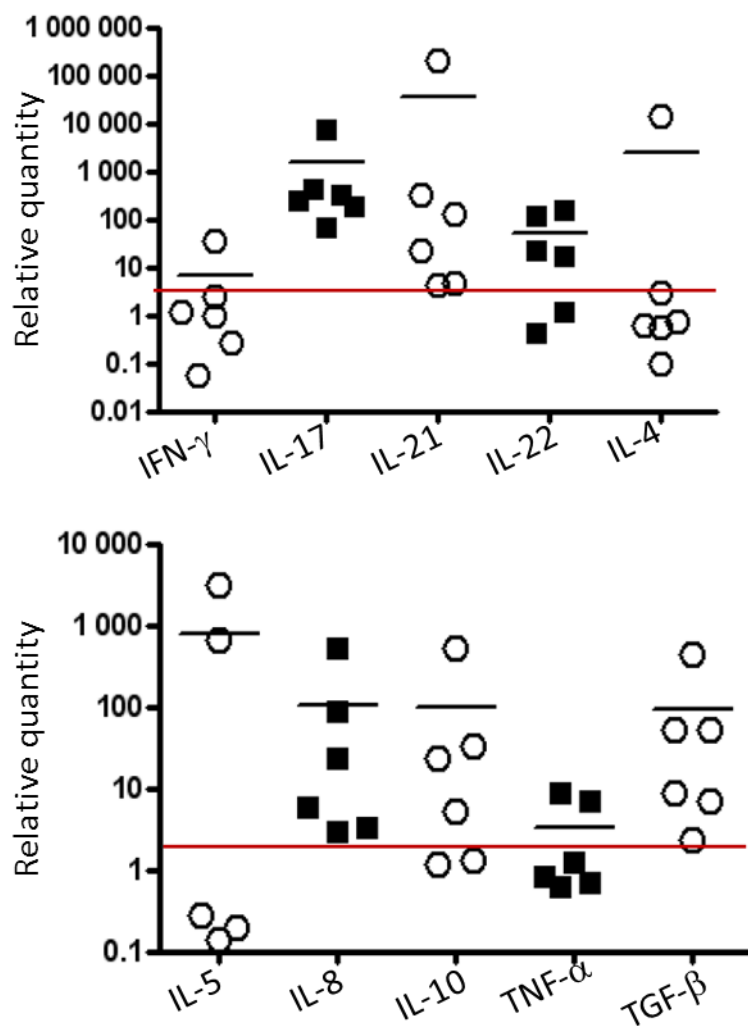 Relative quantity
1 000 000
100 000
10 000
1 000
100
10
1
0.1
0.01
IFN-γ
IL-17
IL-21
IL-22
IL-4
Relative quantity
10 000
1 000
100
10
1
0.1
IL-5
IL-8
IL-10
TNF-α
TGF-β